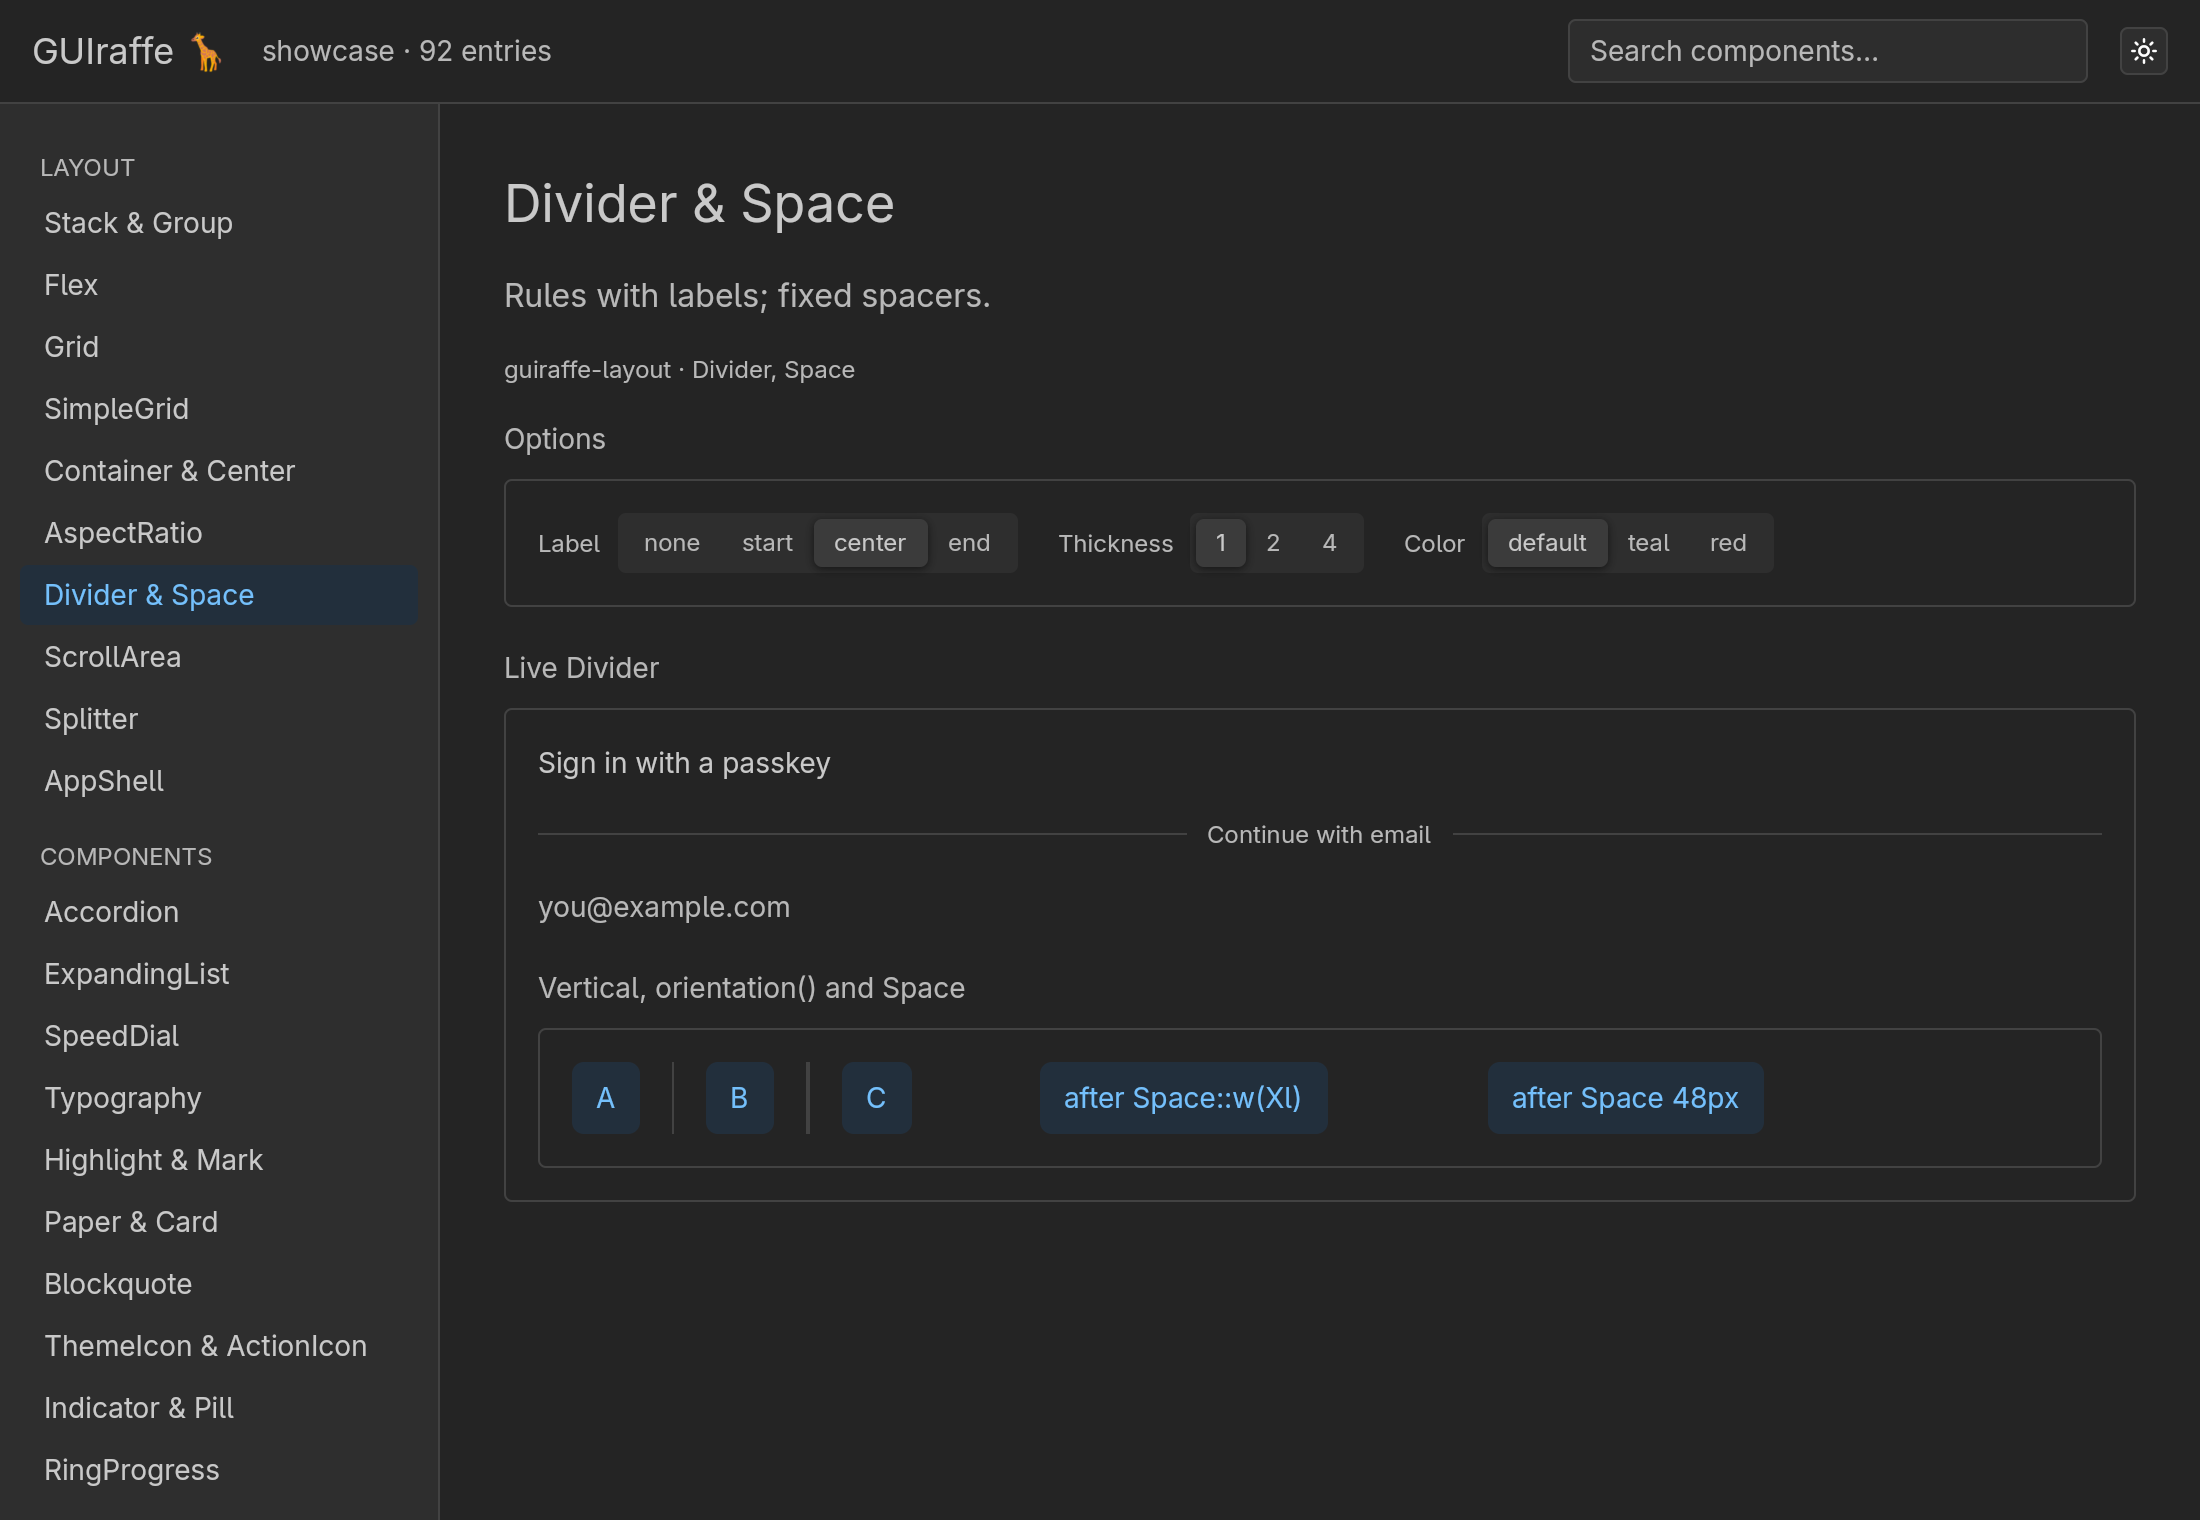 GUIraffe 🦒 showcase · 92 entries Search components...
LAYOUT
Stack & Group
Flex
Grid
SimpleGrid
Container & Center
AspectRatio
Divider & Space
ScrollArea
Splitter
AppShell
COMPONENTS
Accordion
ExpandingList
SpeedDial
Typography
Highlight & Mark
Paper & Card
Blockquote
ThemeIcon & ActionIcon
Indicator & Pill
RingProgress
Divider & Space
Rules with labels; fixed spacers.
guiraffe-layout · Divider, Space
Options
Label none start center end Thickness 1 2 4 Color default teal red
Live Divider
Sign in with a passkey
Continue with email
you@example.com
Vertical, orientation() and Space
A B C after Space::w(Xl) after Space 48px